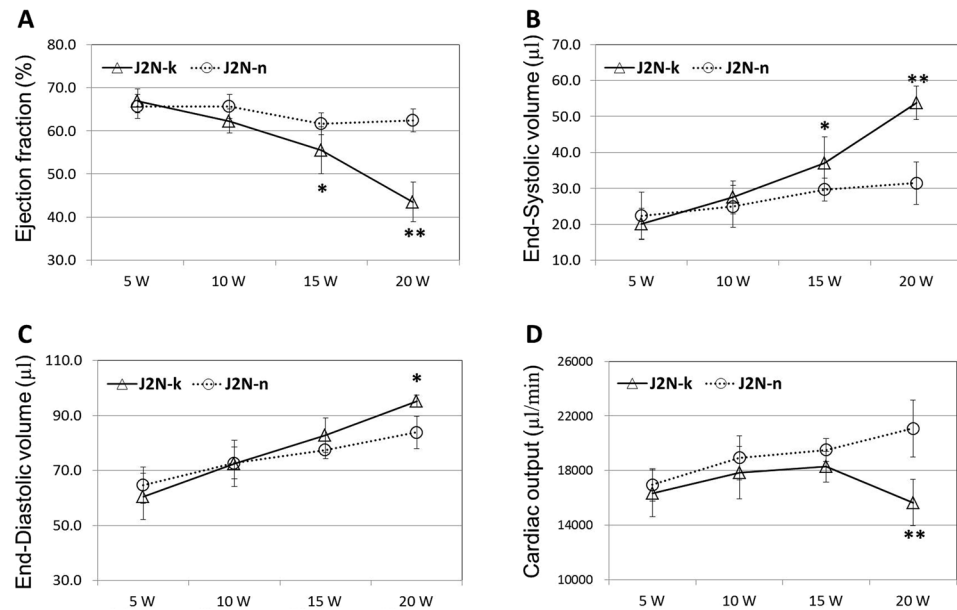 A
Ejection fraction (%)
80.0
70.0
60.0
50.0
40.0
30.0
J2N-k J2N-n
*
**
5 W 10 W 15 W 20 W
B
End-Systolic volume (µl)
70.0
60.0
50.0
40.0
30.0
20.0
10.0
J2N-k J2N-n
*
**
5 W 10 W 15 W 20 W
C
End-Diastolic volume (µl)
110.0
90.0
70.0
50.0
30.0
J2N-k J2N-n
*
5 W 10 W 15 W 20 W
D
Cardiac output (µl/min)
26000
22000
18000
14000
10000
J2N-k J2N-n
**
5 W 10 W 15 W 20 W